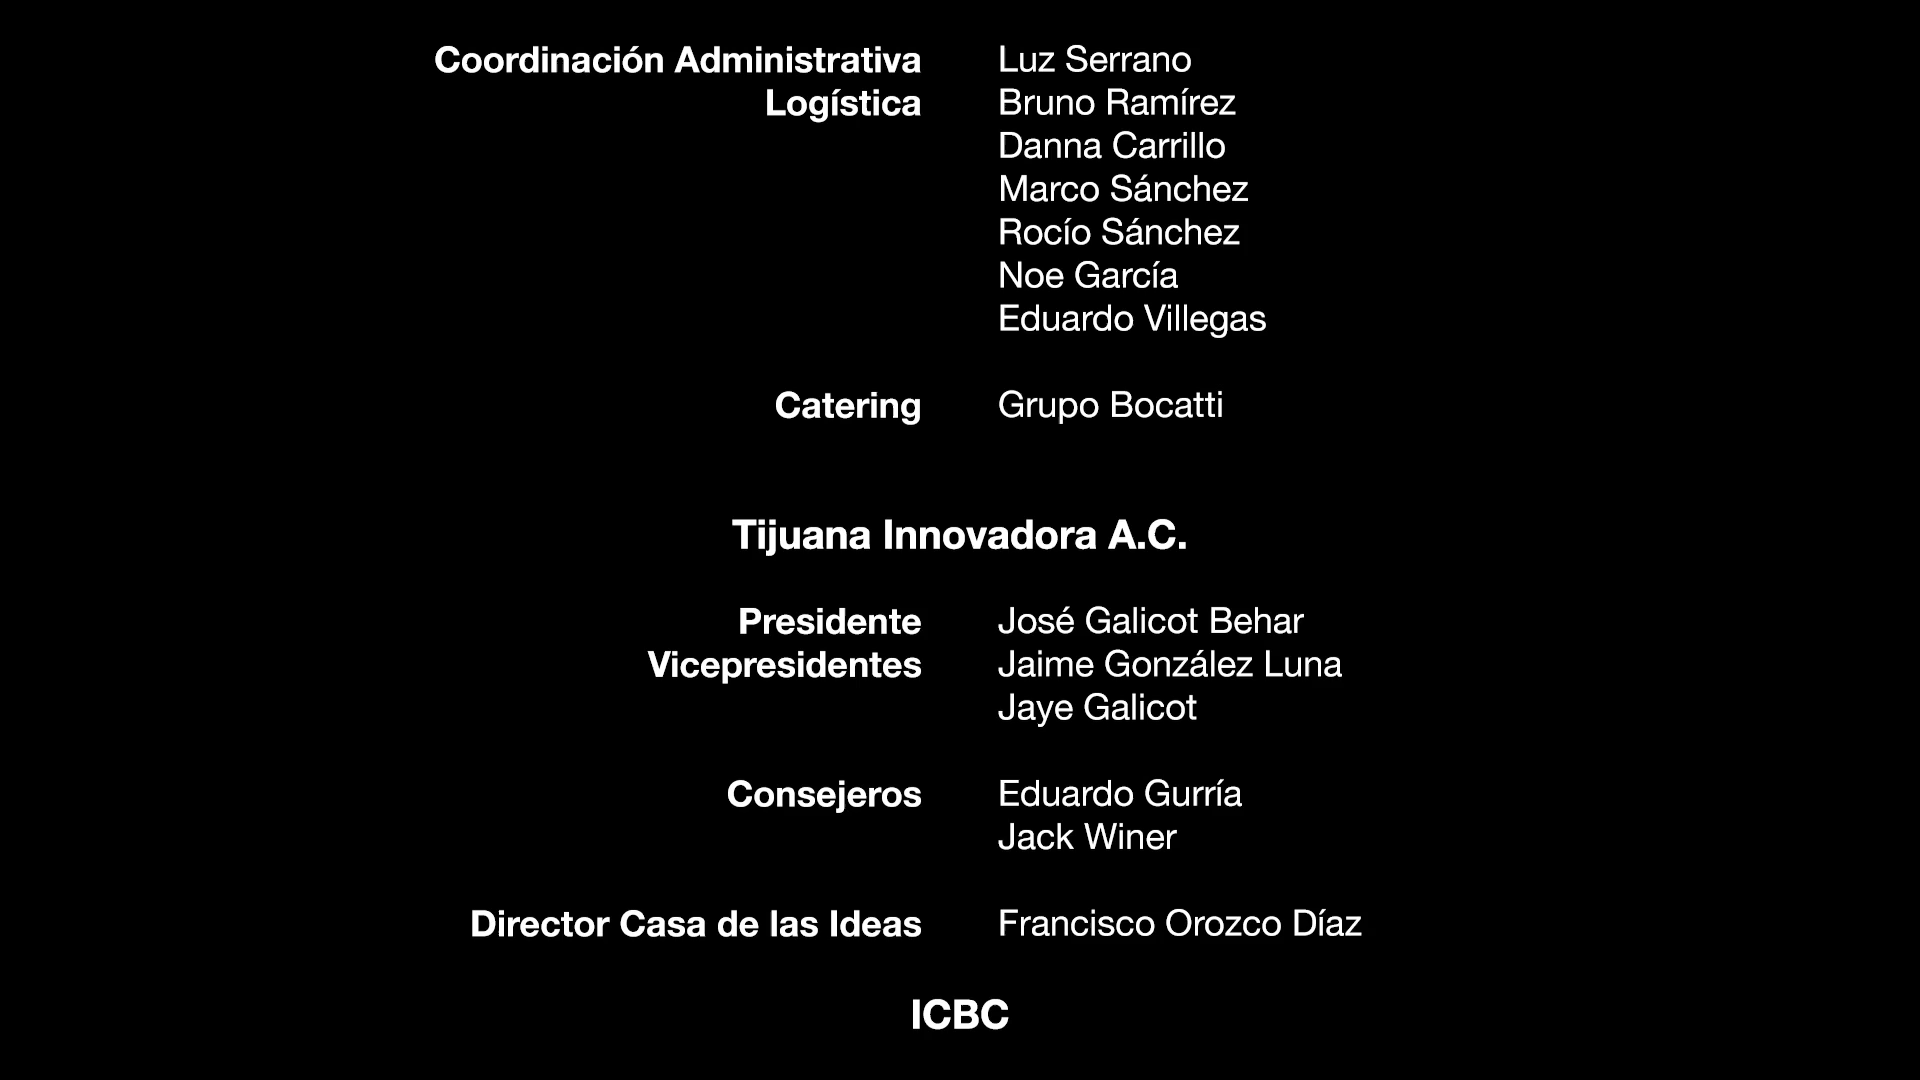 Coordinación Administrativa Luz Serrano
Logística Bruno Ramírez
Danna Carrillo
Marco Sánchez
Rocío Sánchez
Noe García
Eduardo Villegas
Catering Grupo Bocatti
Tijuana Innovadora A.C.
Presidente José Galicot Behar
Vicepresidentes Jaime González Luna
Jaye Galicot
Consejeros Eduardo Gurría
Jack Winer
Director Casa de las Ideas Francisco Orozco Díaz
ICBC